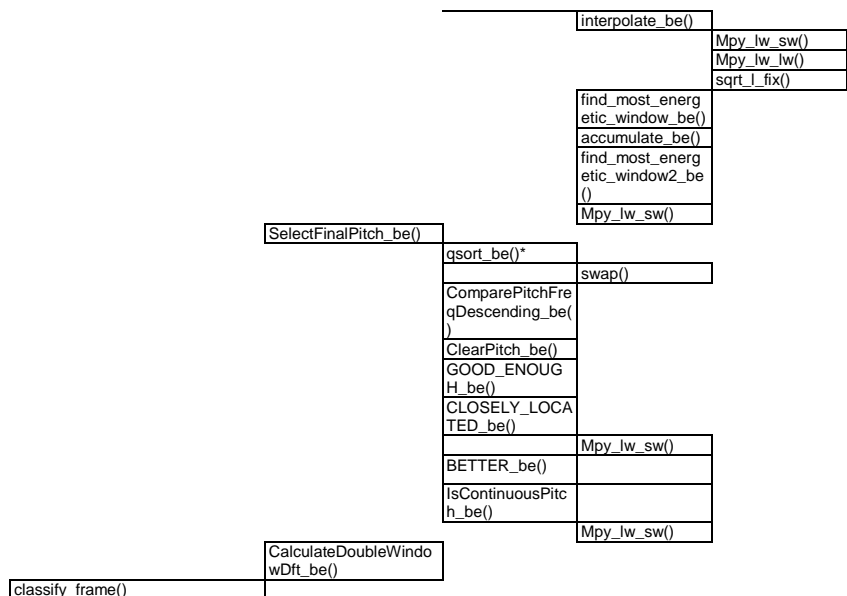 interpolate_be()
Mpy_lw_sw()
Mpy_lw_lw()
sqrt_l_fix()
find_most_energ
etic_window_be()
accumulate_be()
find_most_energ
etic_window2_be
()
Mpy_lw_sw()
SelectFinalPitch_be()
qsort_be()*
swap()
ComparePitchFre
qDescending_be(
)
ClearPitch_be()
GOOD_ENOUG
H_be()
CLOSELY_LOCA
TED_be()
Mpy_lw_sw()
BETTER_be()
IsContinuousPitc
h_be()
Mpy_lw_sw()
CalculateDoubleWindo
wDft_be()
classify_frame()